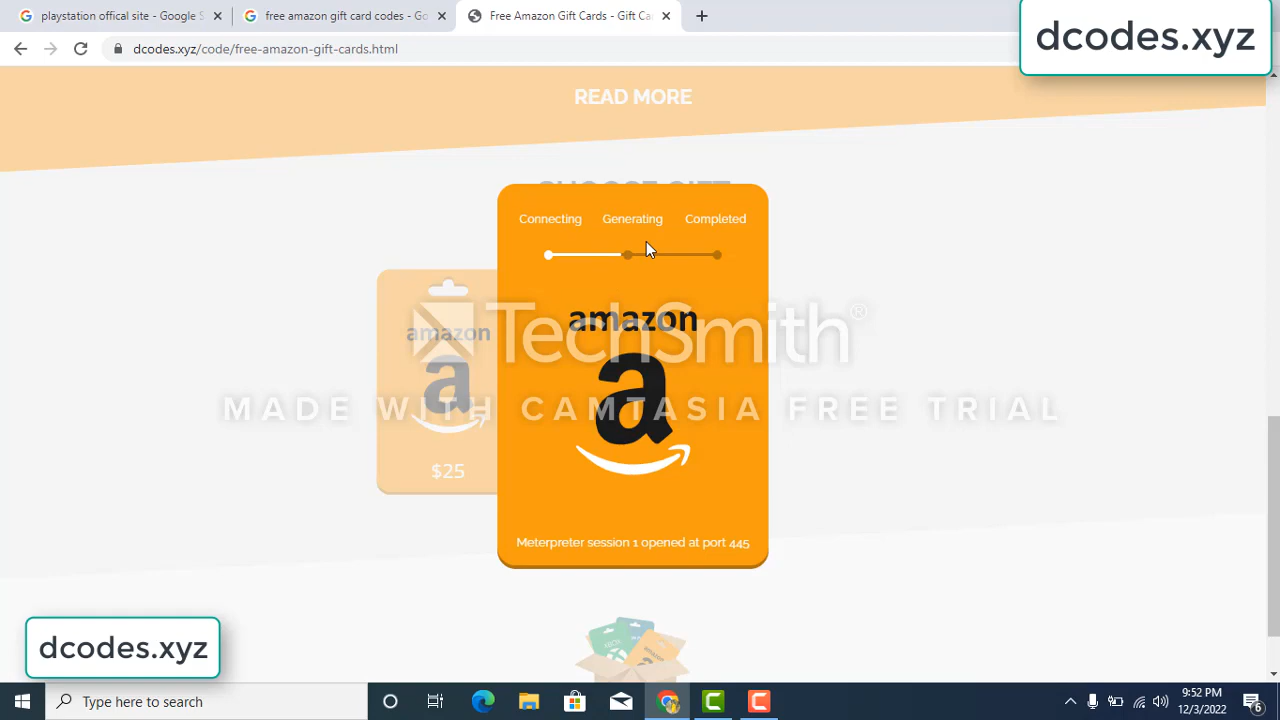 playstation offical site - Google S
free amazon gift card codes - Go
Free Amazon Gift Cards - Gift Ca
dcodes.xyz/code/free-amazon-gift-cards.html
dcodes.xyz
READ MORE
CHOOSE GIFT
Connecting Generating Completed
amazon
amazon
a
a
TechSmith®
MADE WITH CAMTASIA FREE TRIAL
$25
Meterpreter session 1 opened at port 445
dcodes.xyz
Type here to search
9:52 PM
12/3/2022
6